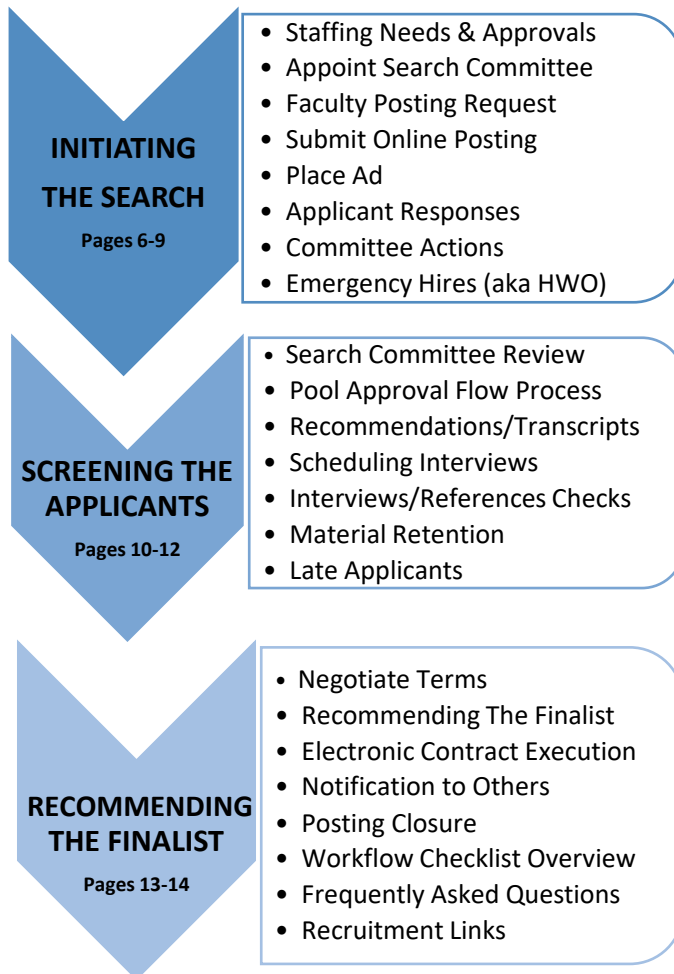 INITIATING
THE SEARCH
Pages 6-9
• Staffing Needs & Approvals
• Appoint Search Committee
• Faculty Posting Request
• Submit Online Posting
• Place Ad
• Applicant Responses
• Committee Actions
• Emergency Hires (aka HWO)
SCREENING THE
APPLICANTS
Pages 10-12
• Search Committee Review
• Pool Approval Flow Process
• Recommendations/Transcripts
• Scheduling Interviews
• Interviews/References Checks
• Material Retention
• Late Applicants
RECOMMENDING
THE FINALIST
Pages 13-14
• Negotiate Terms
• Recommending The Finalist
• Electronic Contract Execution
• Notification to Others
• Posting Closure
• Workflow Checklist Overview
• Frequently Asked Questions
• Recruitment Links